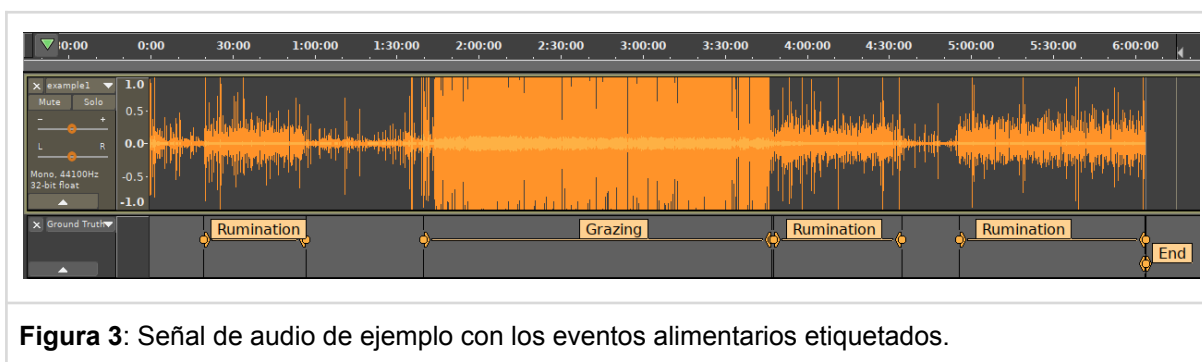 30:00 0:00 30:00 1:00:00 1:30:00 2:00:00 2:30:00 3:00:00 3:30:00 4:00:00 4:30:00 5:00:00 5:30:00 6:00:00
example1
Mute Solo
- +
L R
Mono, 44100Hz
32-bit float
1.0
0.5
0.0
-0.5
-1.0
Ground Truth
Rumination Grazing Rumination Rumination
End
Figura 3: Señal de audio de ejemplo con los eventos alimentarios etiquetados.